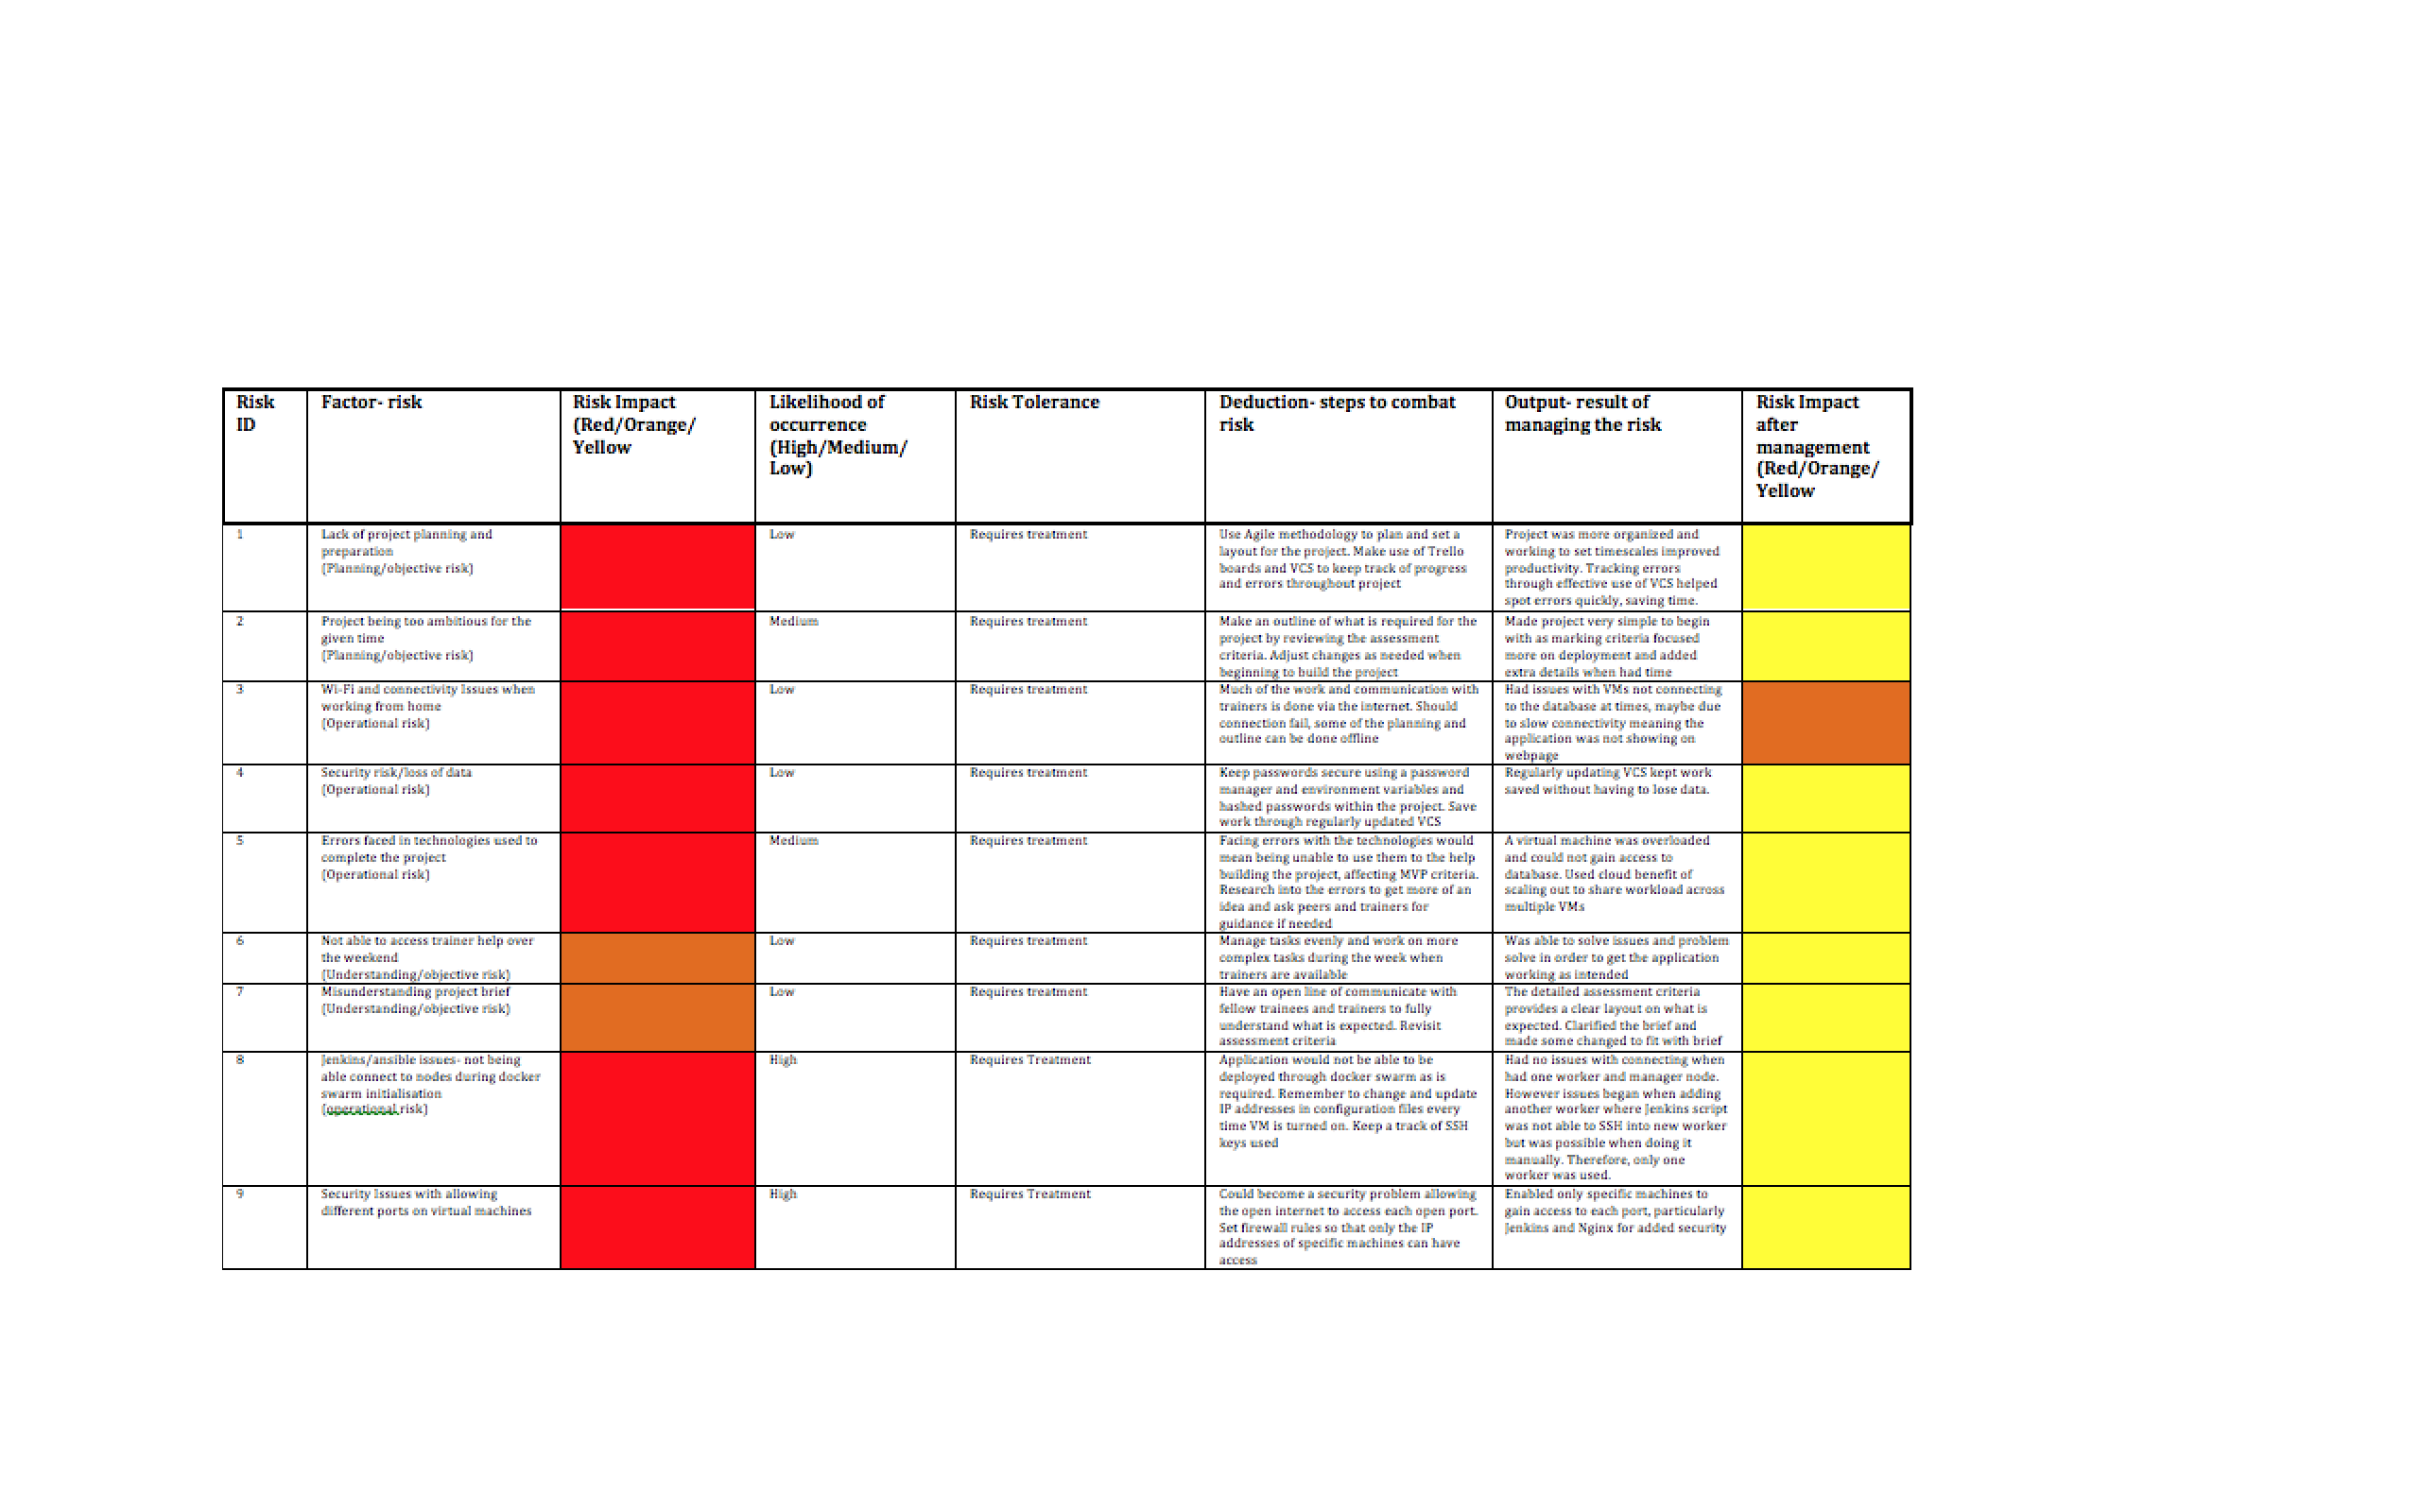 Risk ID
Factor- risk
Risk Impact (Red/Orange/ Yellow
Likelihood of occurrence (High/Medium/ Low)
Risk Tolerance
Deduction- steps to combat risk
Output- result of managing the risk
Risk Impact after management (Red/Orange/ Yellow
1
Lack of project planning and
preparation
(Planning/objective risk)
Low
Requires treatment
Use Agile methodology to plan and set a
layout for the project. Make use of Trello
boards and VCS to keep track of progress
and errors throughout project
Project was more organized and
working to set timescales improved
productivity. Tracking errors
through effective use of VCS helped
spot errors quickly, saving time.
2
Project being too ambitious for the
given time
(Planning/objective risk)
Medium
Requires treatment
Make an outline of what is required for the
project by reviewing the assessment
criteria. Adjust changes as needed when
beginning to build the project
Made project very simple to begin
with as marking criteria focused
more on deployment and added
extra details when had time
3
Wi-Fi and connectivity Issues when
working from home
(Operational risk)
Low
Requires treatment
Much of the work and communication with
trainers is done via the internet. Should
connection fail, some of the planning and
outline can be done offline
Had issues with VMs not connecting
to the database at times, maybe due
to slow connectivity meaning the
application was not showing on
webpage
4
Security risk/loss of data
(Operational risk)
Low
Requires treatment
Keep passwords secure using a password
manager and environment variables and
hashed passwords within the project. Save
work through regularly updated VCS
Regularly updating VCS kept work
saved without having to lose data.
5
Errors faced in technologies used to
complete the project
(Operational risk)
Medium
Requires treatment
Facing errors with the technologies would
mean being unable to use them to the help
building the project, affecting MVP criteria.
Research into the errors to get more of an
idea and ask peers and trainers for
guidance if needed
A virtual machine was overloaded
and could not gain access to
database. Used cloud benefit of
scaling out to share workload across
multiple VMs
6
Not able to access trainer help over
the weekend
(Understanding/objective risk)
Low
Requires treatment
Manage tasks evenly and work on more
complex tasks during the week when
trainers are available
Was able to solve issues and problem
solve in order to get the application
working as intended
7
Misunderstanding project brief
(Understanding/objective risk)
Low
Requires treatment
Have an open line of communicate with
fellow trainees and trainers to fully
understand what is expected. Revisit
assessment criteria
The detailed assessment criteria
provides a clear layout on what is
expected. Clarified the brief and
made some changed to fit with brief
8
Jenkins/ansible issues- not being
able connect to nodes during docker
swarm initialisation
(operational risk)
High
Requires Treatment
Application would not be able to be
deployed through docker swarm as is
required. Remember to change and update
IP addresses in configuration files every
time VM is turned on. Keep a track of SSH
keys used
Had no issues with connecting when
had one worker and manager node.
However issues began when adding
another worker where Jenkins script
was not able to SSH into new worker
but was possible when doing it
manually. Therefore, only one
worker was used.
9
Security Issues with allowing
different ports on virtual machines
High
Requires Treatment
Could become a security problem allowing
the open internet to access each open port.
Set firewall rules so that only the IP
addresses of specific machines can have
access
Enabled only specific machines to
gain access to each port, particularly
Jenkins and Nginx for added security